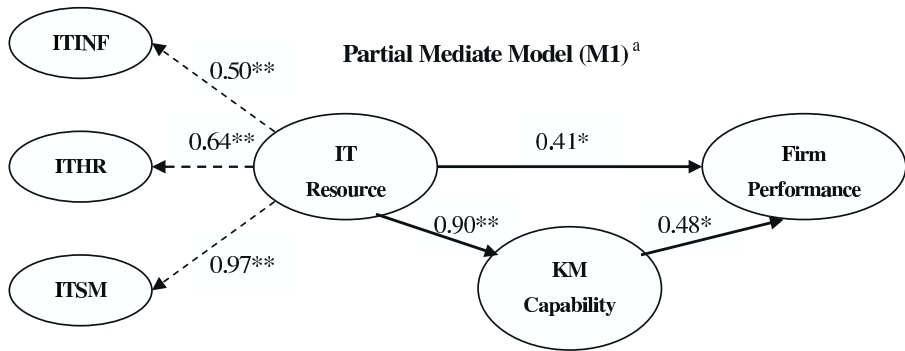 ITINF
Partial Mediate Model (M1) a
0.50**
0.64**
0.41*
ITHR
IT
Resource
Firm
Performance
0.90**
0.48*
0.97**
ITSM
KM
Capability